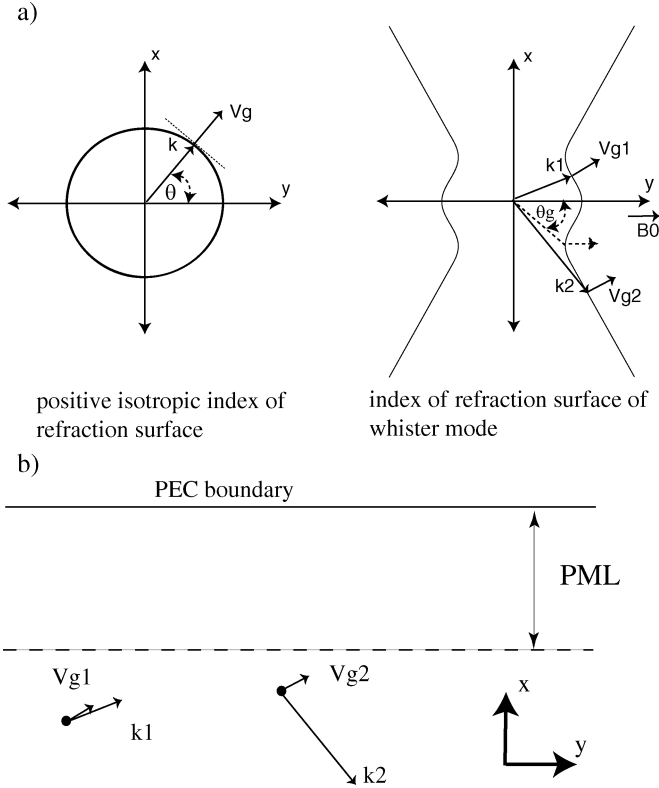 a)
x
Vg
k
θ
y
positive isotropic index of
refraction surface
x
Vg1
k1
y
θg
B0
k2
Vg2
index of refraction surface of
whister mode
b)
PEC boundary
PML
Vg1
k1
Vg2
k2
x
y